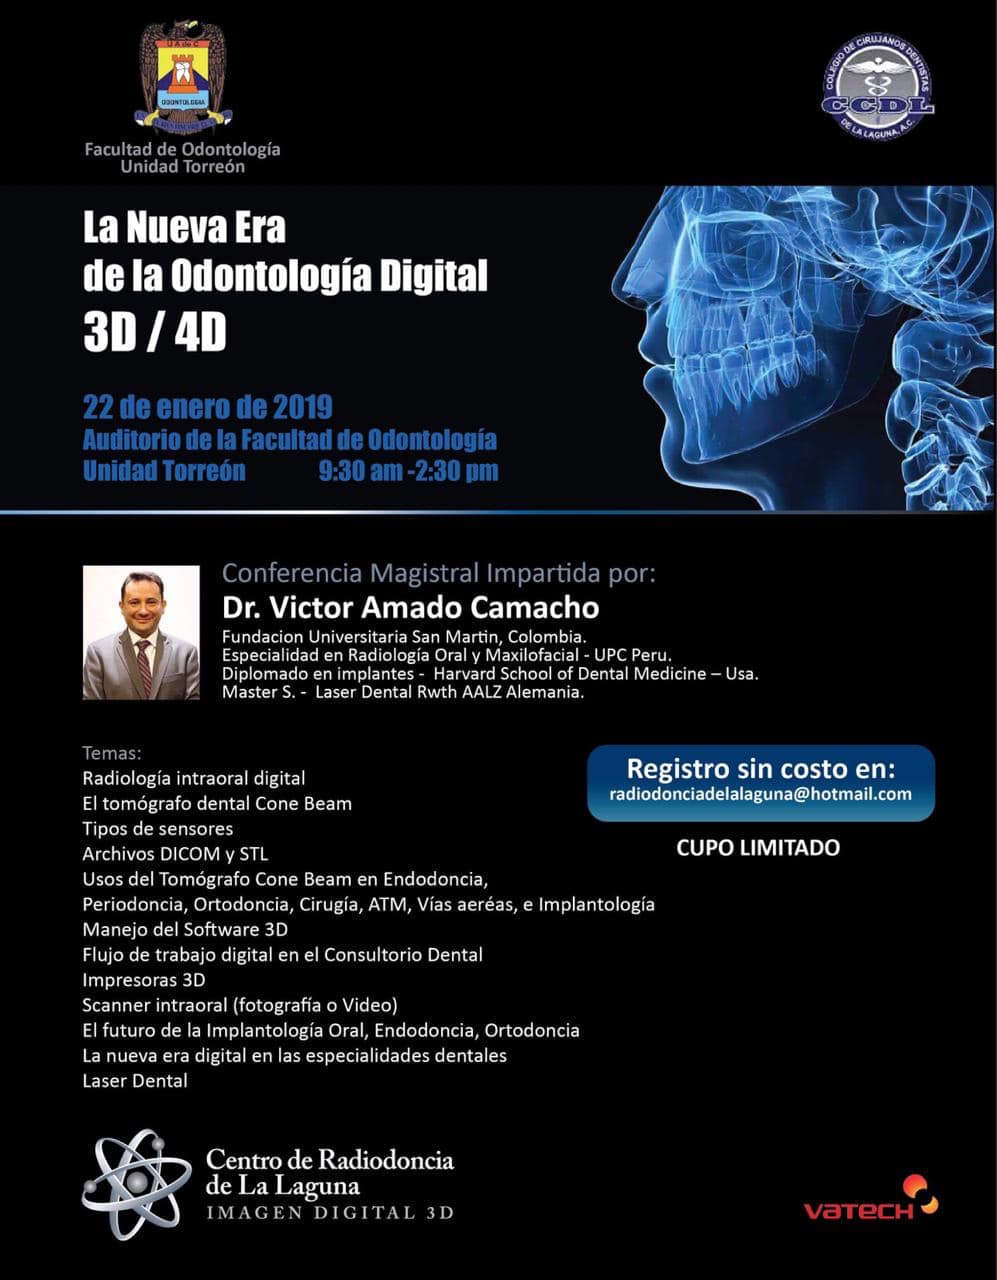 U A de C
ODONTOLOGIA
Facultad de Odontología
Unidad Torreón
COLEGIO DE CIRUJANOS DENTISTAS
CCDL
DE LA LAGUNA, A.C.
La Nueva Era
de la Odontología Digital
3D / 4D
22 de enero de 2019
Auditorio de la Facultad de Odontología
Unidad Torreón 9:30 am -2:30 pm
Conferencia Magistral Impartida por:
Dr. Victor Amado Camacho
Fundacion Universitaria San Martin, Colombia.
Especialidad en Radiología Oral y Maxilofacial - UPC Peru.
Diplomado en implantes - Harvard School of Dental Medicine – Usa.
Master S. - Laser Dental Rwth AALZ Alemania.
Temas:
Radiología intraoral digital
El tomógrafo dental Cone Beam
Tipos de sensores
Archivos DICOM y STL
Usos del Tomógrafo Cone Beam en Endodoncia,
Periodoncia, Ortodoncia, Cirugía, ATM, Vías aeréas, e Implantología
Manejo del Software 3D
Flujo de trabajo digital en el Consultorio Dental
Impresoras 3D
Scanner intraoral (fotografía o Video)
El futuro de la Implantología Oral, Endodoncia, Ortodoncia
La nueva era digital en las especialidades dentales
Laser Dental
Registro sin costo en:
radiodonciadelalaguna@hotmail.com
CUPO LIMITADO
Centro de Radiodoncia
de La Laguna
IMAGEN DIGITAL 3D
vatech